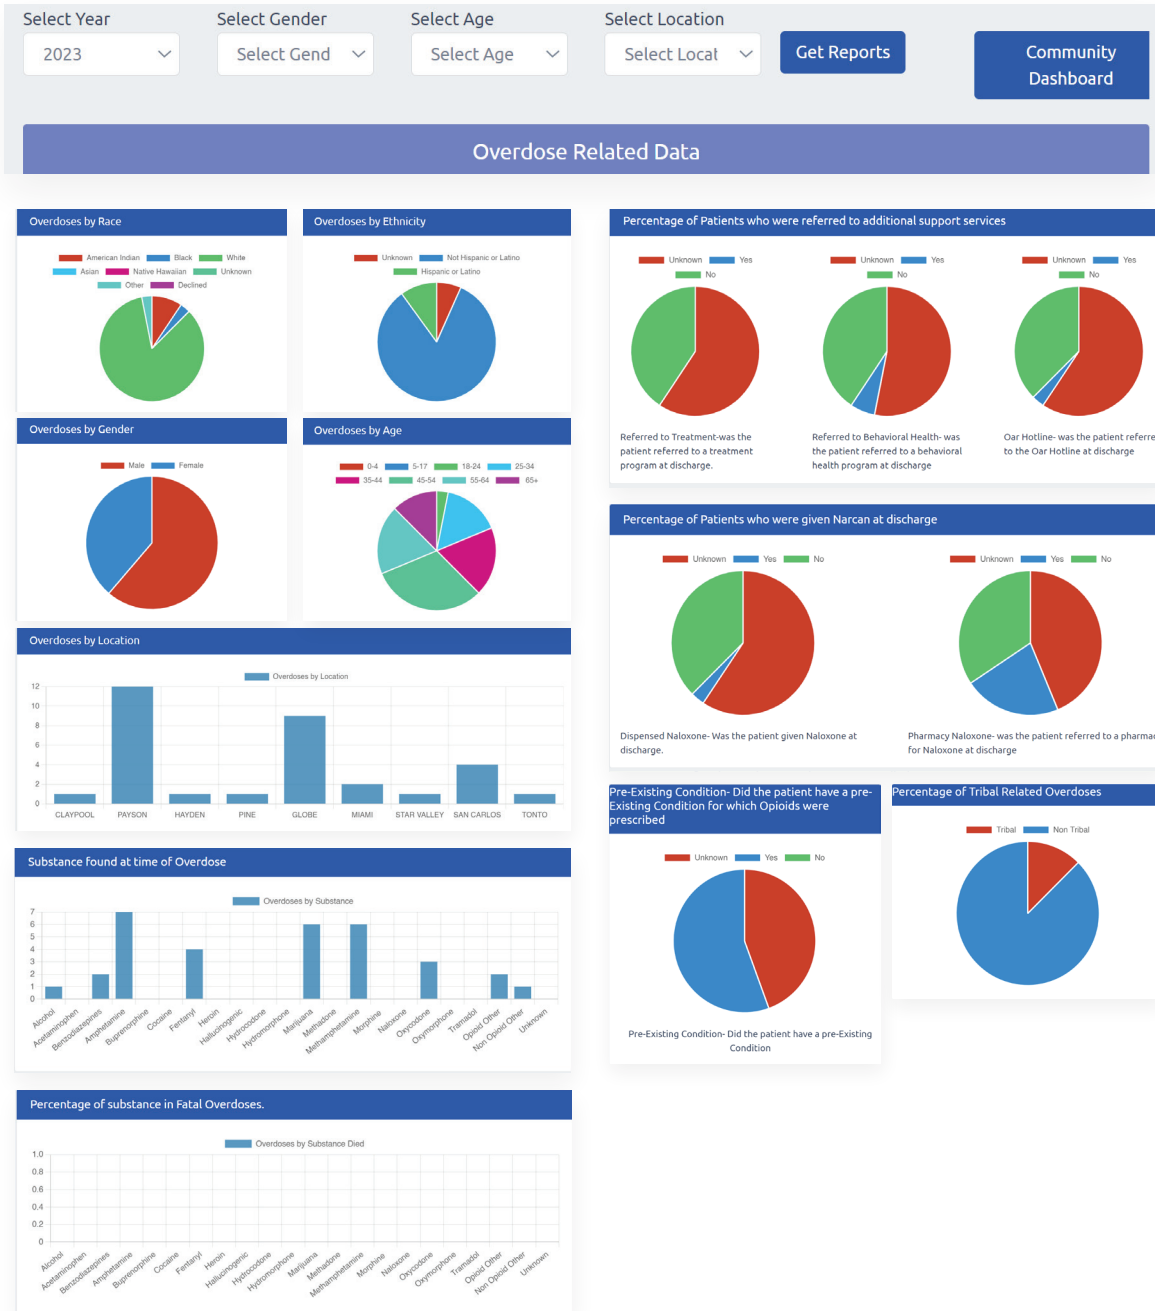 Select Year Select Gender Select Age Select Location
2023 Select Gend Select Age Select Locat Get Reports Community
Dashboard
Overdose Related Data
Overdoses by Race
American Indian Black White
Asian Native Hawaiian Unknown
Other Declined
Overdoses by Ethnicity
Unknown Not Hispanic or Latino
Hispanic or Latino
Overdoses by Gender
Male Female
Overdoses by Age
0-4 5-17 18-24 25-34
35-44 45-54 55-64 65+
Overdoses by Location
Overdoses by Location
12
10
8
6
4
2
0
CLAYPOOL PAYSON HAYDEN PINE GLOBE MIAMI STAR VALLEY SAN CARLOS TONTO
Substance found at time of Overdose
Overdoses by Substance
7
6
5
4
3
2
1
0
Alcohol Acetaminophen Benzodiazepines Amphetamine Buprenorphine Cocaine Fentanyl Heroin Hallucinogenic Hydrocodone Hydromorphone Marijuana Methadone Methamphetamine Morphine Naloxone Oxycodone Oxymorphone Tramadol Opioid Other Non Opioid Other Unknown
Percentage of substance in Fatal Overdoses.
Overdoses by Substance Died
1.0
0.8
0.6
0.4
0.2
0
Alcohol Acetaminophen Benzodiazepines Amphetamine Buprenorphine Cocaine Fentanyl Heroin Hallucinogenic Hydrocodone Hydromorphone Marijuana Methadone Methamphetamine Morphine Naloxone Oxycodone Oxymorphone Tramadol Opioid Other Non Opioid Other Unknown
Percentage of Patients who were referred to additional support services
Unknown Yes
No
Referred to Treatment-was the
patient referred to a treatment
program at discharge.
Unknown Yes
No
Referred to Behavioral Health- was
the patient referred to a behavioral
health program at discharge
Unknown Yes
No
Oar Hotline- was the patient referre
to the Oar Hotline at discharge
Percentage of Patients who were given Narcan at discharge
Unknown Yes No
Dispensed Naloxone- Was the patient given Naloxone at
discharge.
Unknown Yes No
Pharmacy Naloxone- was the patient referred to a pharmac
for Naloxone at discharge
Pre-Existing Condition- Did the patient have a pre-
Existing Condition for which Opioids were
prescribed
Unknown Yes No
Pre-Existing Condition- Did the patient have a pre-Existing
Condition
Percentage of Tribal Related Overdoses
Tribal Non Tribal